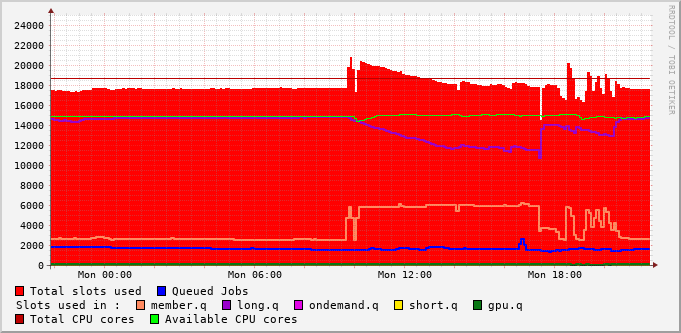 24000
22000
20000
18000
16000
14000
12000
10000
8000
6000
4000
2000
0
Mon 00:00 Mon 06:00 Mon 12:00 Mon 18:00
Total slots used Queued Jobs
Slots used in : member.q long.q ondemand.q short.q gpu.q
Total CPU cores Available CPU cores
RRDTOOL / TOBI OETIKER